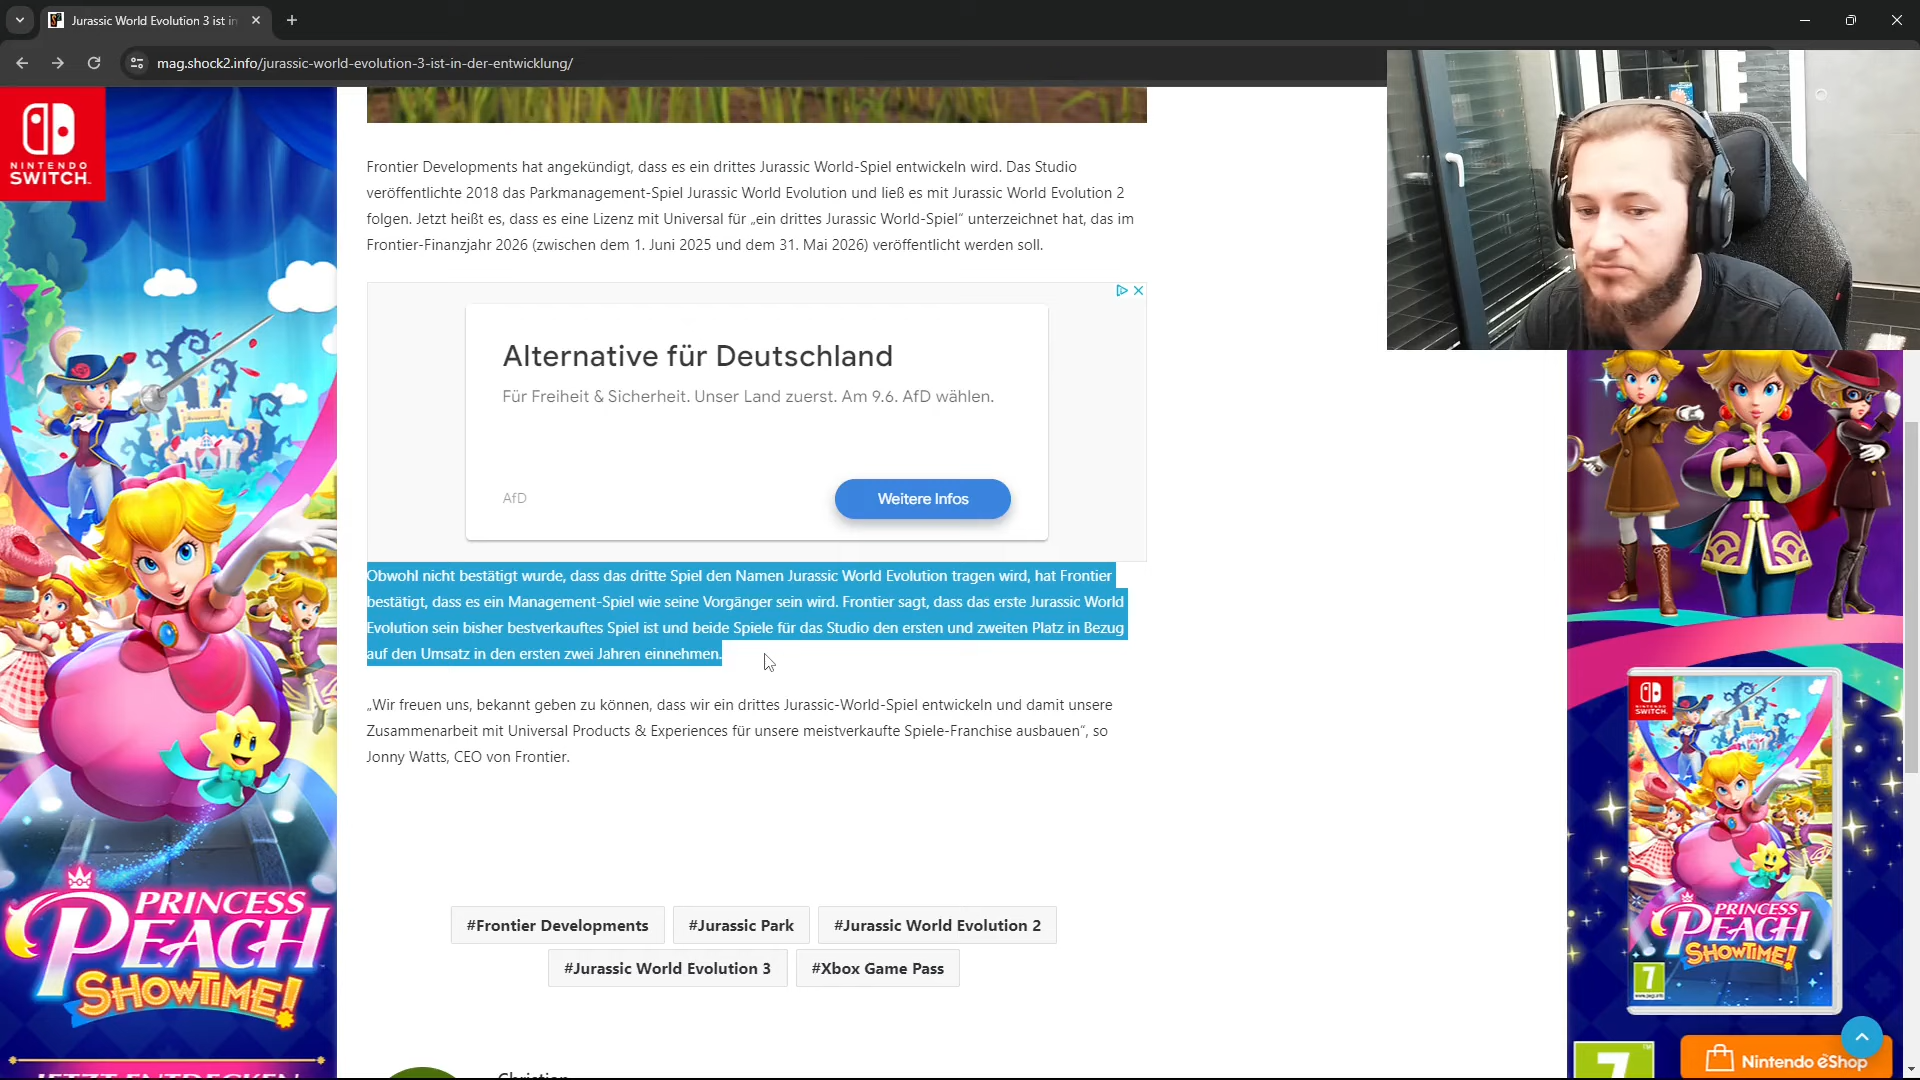 Jurassic World Evolution 3 ist in
mag.shock2.info/jurassic-world-evolution-3-ist-in-der-entwicklung/
NINTENDO
SWITCH
Frontier Developments hat angekündigt, dass es ein drittes Jurassic World-Spiel entwickeln wird. Das Studio
veröffentlichte 2018 das Parkmanagement-Spiel Jurassic World Evolution und ließ es mit Jurassic World Evolution 2
folgen. Jetzt heißt es, dass es eine Lizenz mit Universal für „ein drittes Jurassic World-Spiel“ unterzeichnet hat, das im
Frontier-Finanzjahr 2026 (zwischen dem 1. Juni 2025 und dem 31. Mai 2026) veröffentlicht werden soll.
Alternative für Deutschland
Für Freiheit & Sicherheit. Unser Land zuerst. Am 9.6. AfD wählen.
AfD
Weitere Infos
Obwohl nicht bestätigt wurde, dass das dritte Spiel den Namen Jurassic World Evolution tragen wird, hat Frontier
bestätigt, dass es ein Management-Spiel wie seine Vorgänger sein wird. Frontier sagt, dass das erste Jurassic World
Evolution sein bisher bestverkauftes Spiel ist und beide Spiele für das Studio den ersten und zweiten Platz in Bezug
auf den Umsatz in den ersten zwei Jahren einnehmen.
„Wir freuen uns, bekannt geben zu können, dass wir ein drittes Jurassic-World-Spiel entwickeln und damit unsere
Zusammenarbeit mit Universal Products & Experiences für unsere meistverkaufte Spiele-Franchise ausbauen“, so
Jonny Watts, CEO von Frontier.
#Frontier Developments
#Jurassic Park
#Jurassic World Evolution 2
#Jurassic World Evolution 3
#Xbox Game Pass
Christian
PRINCESS
PEACH
SHOWTIME!
JETZT ENTDECKEN
NINTENDO
SWITCH
PRINCESS
PEACH
SHOWTIME!
7
7
Nintendo eShop